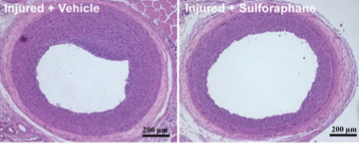 Injured + Vehicle
Injured + Sulforaphane
200 µm
200 µm